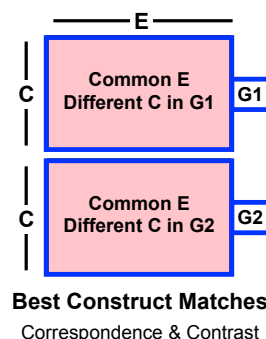 E
Common E
Different C in G1
C
G1
Common E
Different C in G2
C
G2
Best Construct Matches
Correspondence & Contrast